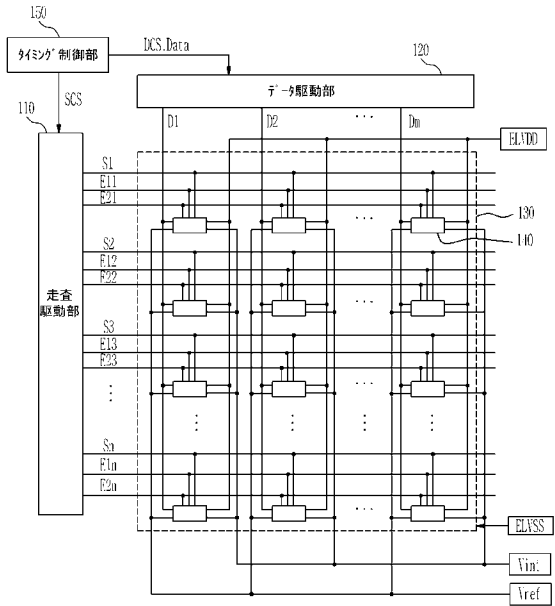 150
タイミング制御部
DCS.Data
120
データ駆動部
SCS
110
D1
D2
...
Dm
ELVDD
S1
E11
E21
130
...
140
S2
E12
E22
...
走査
駆動部
S3
E13
E23
...
Sn
E1n
E2n
...
ELVSS
Vint
Vref